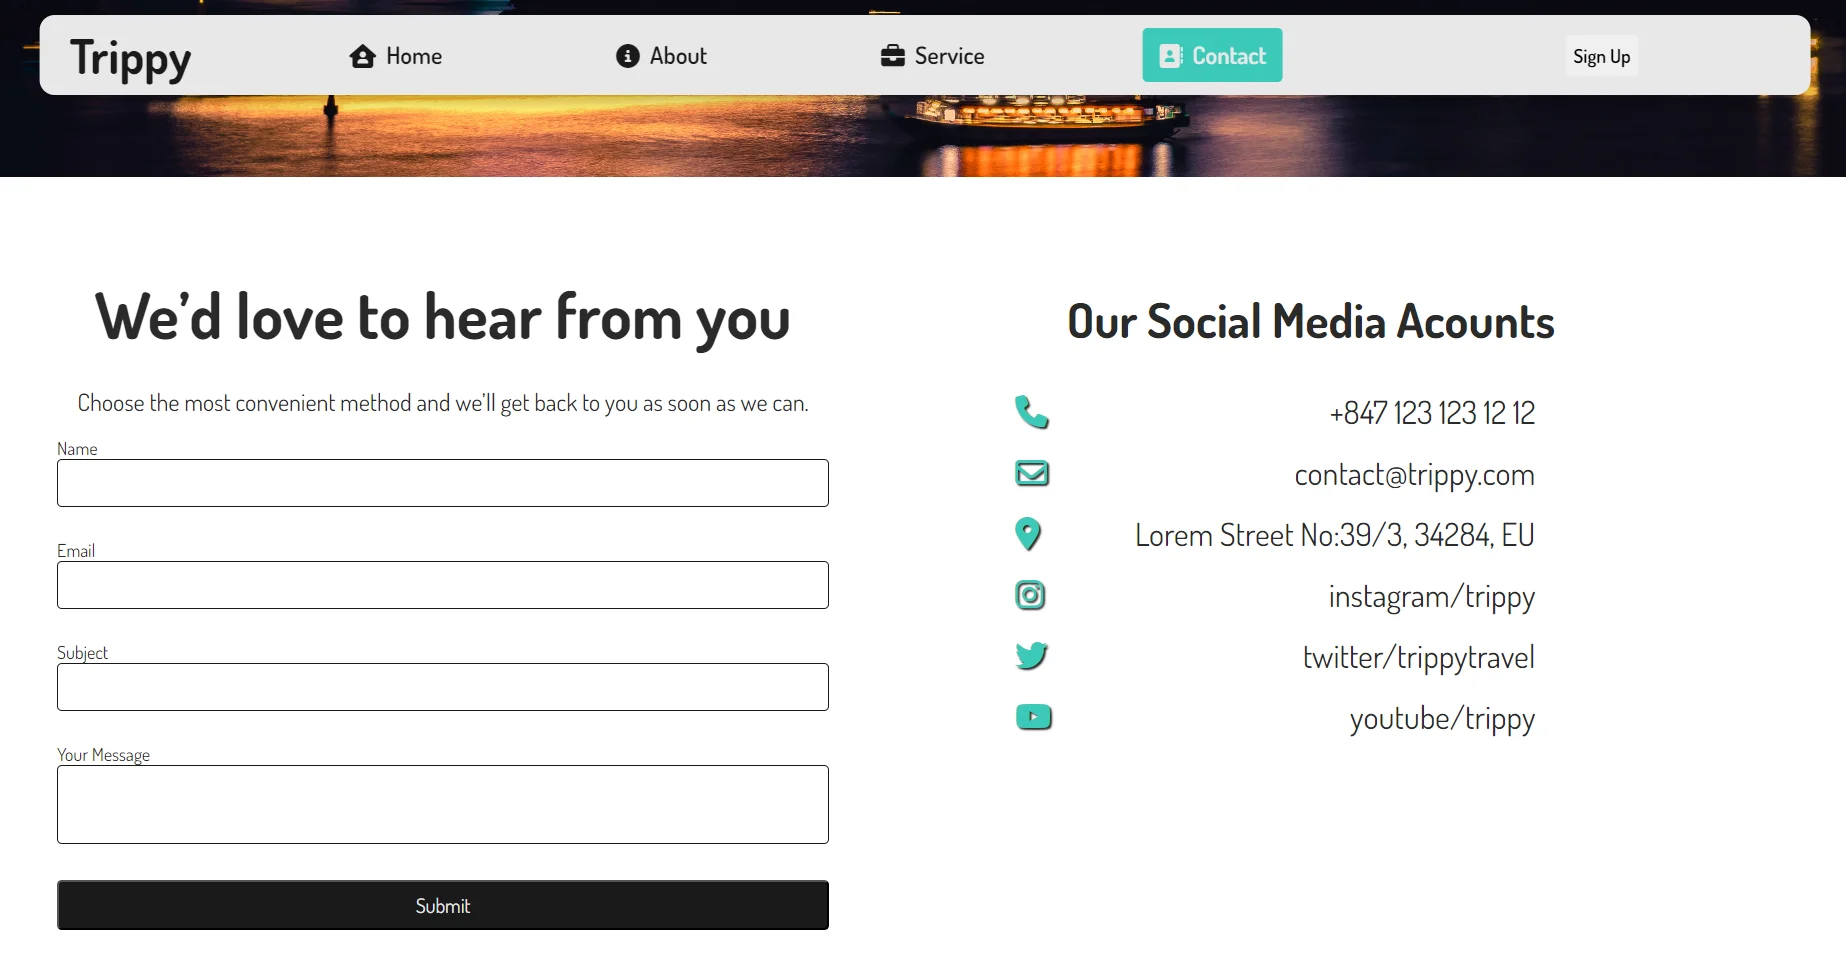 Trippy
Home
About
Service
Contact
Sign Up
We’d love to hear from you
Choose the most convenient method and we’ll get back to you as soon as we can.
Name
Email
Subject
Your Message
Submit
Our Social Media Acounts
+847 123 123 12 12
contact@trippy.com
Lorem Street No:39/3, 34284, EU
instagram/trippy
twitter/trippytravel
youtube/trippy